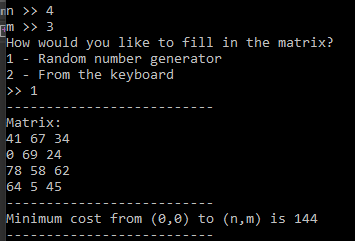 n >> 4
m >> 3
How would you like to fill in the matrix?
1 - Random number generator
2 - From the keyboard
>> 1
---------------------------
Matrix:
41 67 34
0 69 24
78 58 62
64 5 45
---------------------------
Minimum cost from (0,0) to (n,m) is 144
---------------------------